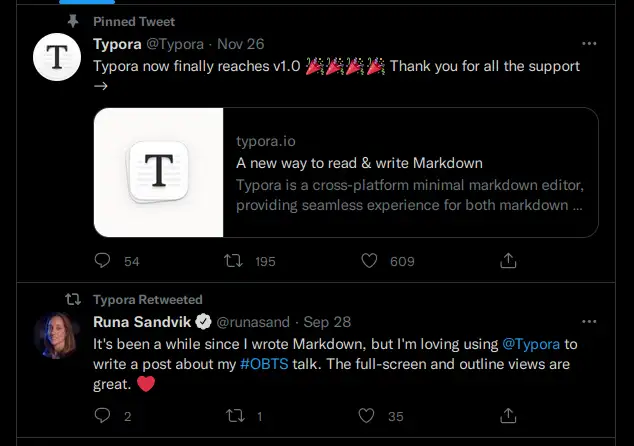 Pinned Tweet
Typora @Typora · Nov 26
Typora now finally reaches v1.0 🎉🎉🎉🎉 Thank you for all the support
→
T
T
typora.io
A new way to read & write Markdown
Typora is a cross-platform minimal markdown editor,
providing seamless experience for both markdown ...
54 195 609
Typora Retweeted
Runa Sandvik @runasand · Sep 28
It's been a while since I wrote Markdown, but I'm loving using @Typora to
write a post about my #OBTS talk. The full-screen and outline views are
great. ❤️
2 1 35